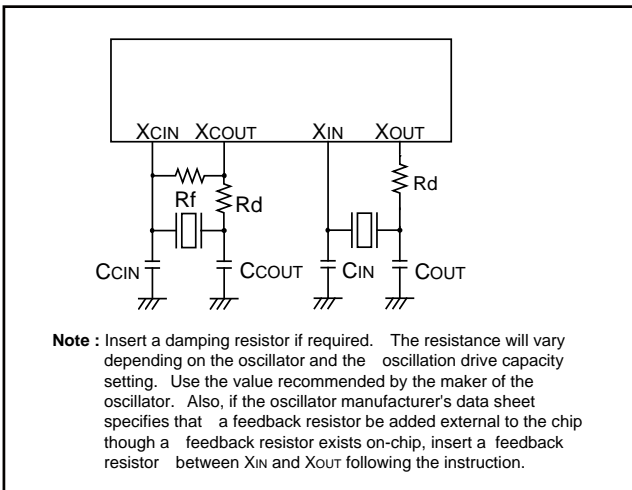 XCIN XCOUT XIN XOUT
Rf Rd Rd
CCIN CCOUT CIN COUT
Note : Insert a damping resistor if required. The resistance will vary
depending on the oscillator and the oscillation drive capacity
setting. Use the value recommended by the maker of the
oscillator. Also, if the oscillator manufacturer's data sheet
specifies that a feedback resistor be added external to the chip
though a feedback resistor exists on-chip, insert a feedback
resistor between XIN and XOUT following the instruction.